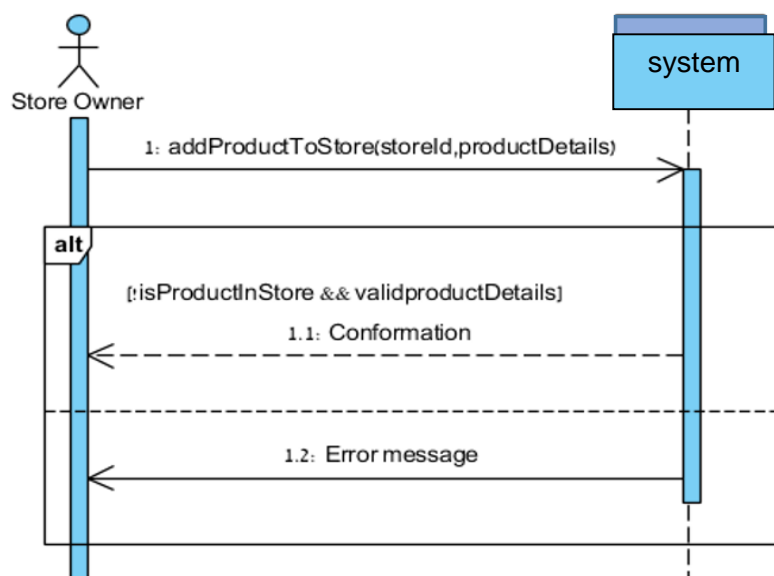 system
Store Owner
1: addProductToStore(storeId,productDetails)
alt
[!isProductInStore && validproductDetails]
1.1: Conformation
1.2: Error message